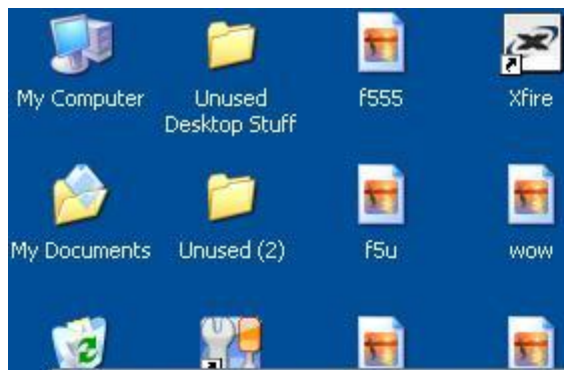 My Computer
Unused
Desktop Stuff
f555
Xfire
My Documents
Unused (2)
f5u
wow